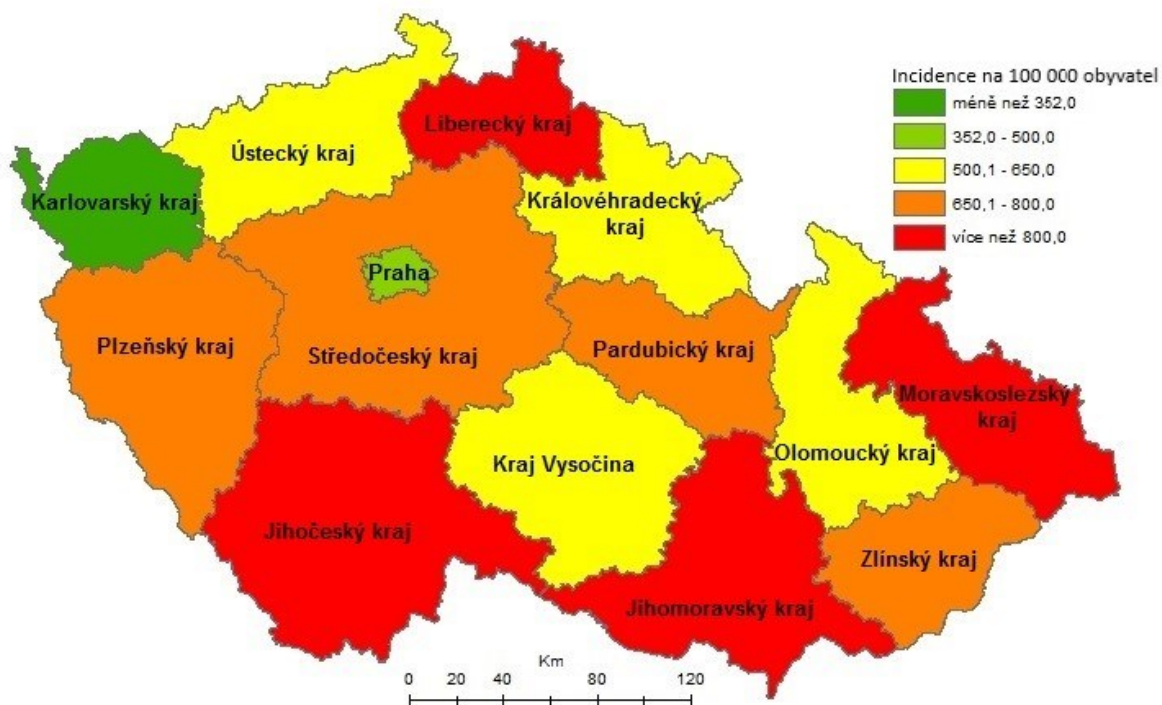 Incidence na 100 000 obyvatel
méně než 352,0
352,0 - 500,0
500,1 - 650,0
650,1 - 800,0
více než 800,0
Liberecký kraj
Ústecký kraj
Karlovarský kraj
Královéhradecký
kraj
Praha
Plzeňský kraj
Středočeský kraj
Pardubický kraj
Moravskoslezský
kraj
Kraj Vysočina
Olomoucký kraj
Jihočeský kraj
Zlínský kraj
Jihomoravský kraj
Km
0 20 40 80 120